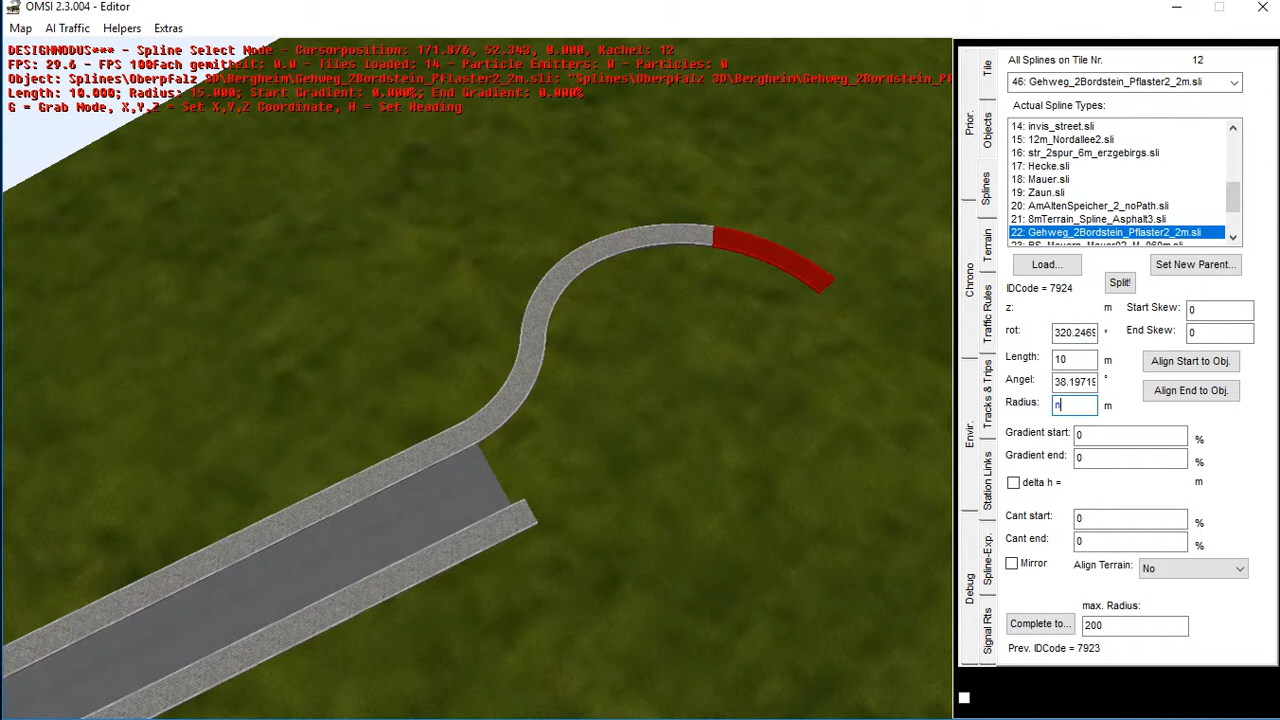 OMSI 2.3.004 - Editor
Map AI Traffic Helpers Extras
DESIGNMODUS*** - Spline Select Mode - Cursorposition: 171.876, 52.343, 0.000, Kachel: 12
FPS: 29.6 - FPS 100Fach gemittelt: 0.0 - Tiles loaded: 14 - Particle Emitters: 0 - Particles: 0
Object: Splines\Oberpfalz 3D\Bergheim\Gehweg_2Bordstein_Pflaster2_2m.sli: "Splines\Oberpfalz 3D\Bergheim\Gehweg_2Bordstein_Pf
Length: 10.000; Radius: 15.000; Start Gradient: 0.000%; End Gradient: 0.000%
G = Grab Node, X,Y,Z = Set X,Y,Z Coordinate, H = Set Heading
Tile
Objects
Splines
Terrain
Traffic Rules
Tracks & Trips
Station Links
Spline-Exp.
Signal Rts
Prior.
Chrono
Envir.
Debug
All Splines on Tile Nr. 12
46: Gehweg_2Bordstein_Pflaster2_2m.sli
Actual Spline Types:
14: invis_street.sli
15: 12m_Nordallee2.sli
16: str_2spur_6m_erzgebirgs.sli
17: Hecke.sli
18: Mauer.sli
19: Zaun.sli
20: AmAltenSpeicher_2_noPath.sli
21: 8mTerrain_Spline_Asphalt3.sli
22: Gehweg_2Bordstein_Pflaster2_2m.sli
Load... Set New Parent...
IDCode = 7924 Split!
z: m Start Skew: 0
rot: 320.2469 ° End Skew: 0
Length: 10 m Align Start to Obj.
Angel: 38.19719 ° Align End to Obj.
Radius: n m
Gradient start: 0 %
Gradient end: 0 %
delta h = m
Cant start: 0 %
Cant end: 0 %
Mirror Align Terrain: No
max. Radius:
Complete to... 200
Prev. IDCode = 7923